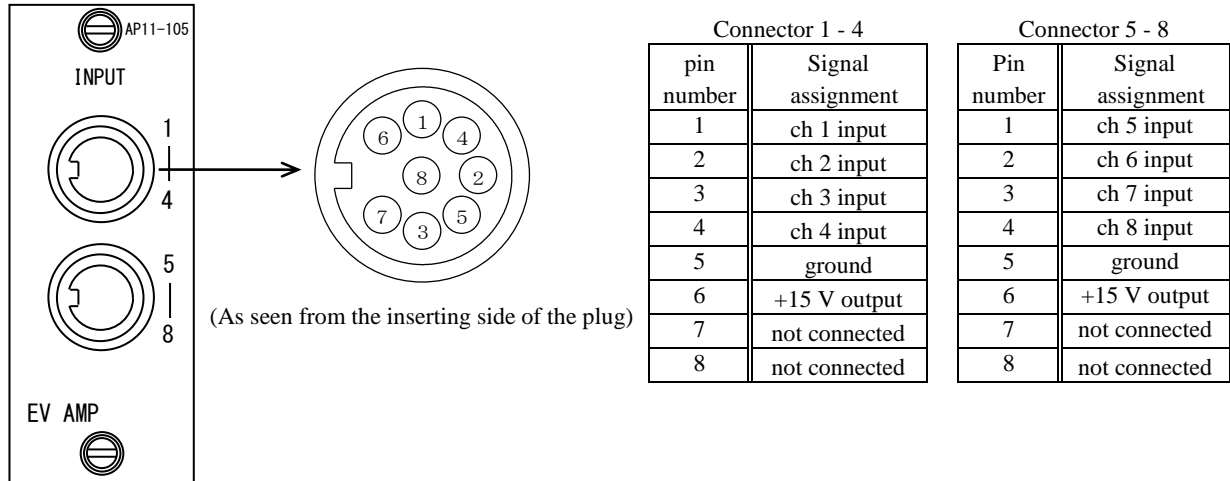 AP11-105
INPUT
1
4
5
8
EV AMP
1
6
4
8
2
7
5
3
(As seen from the inserting side of the plug)
Connector 1 - 4
pin number Signal assignment
1 ch 1 input
2 ch 2 input
3 ch 3 input
4 ch 4 input
5 ground
6 +15 V output
7 not connected
8 not connected
Connector 5 - 8
Pin number Signal assignment
1 ch 5 input
2 ch 6 input
3 ch 7 input
4 ch 8 input
5 ground
6 +15 V output
7 not connected
8 not connected